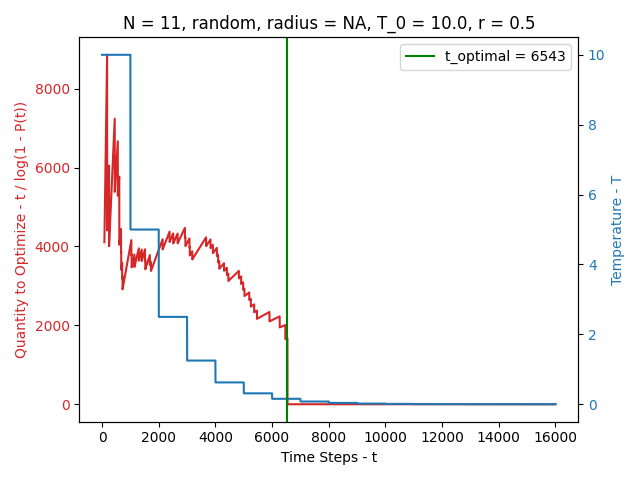 N = 11, random, radius = NA, T_0 = 10.0, r = 0.5
t_optimal = 6543
Quantity to Optimize - t / log(1 - P(t))
8000
6000
4000
2000
0
10
8
6
4
2
0
Temperature - T
0 2000 4000 6000 8000 10000 12000 14000 16000
Time Steps - t